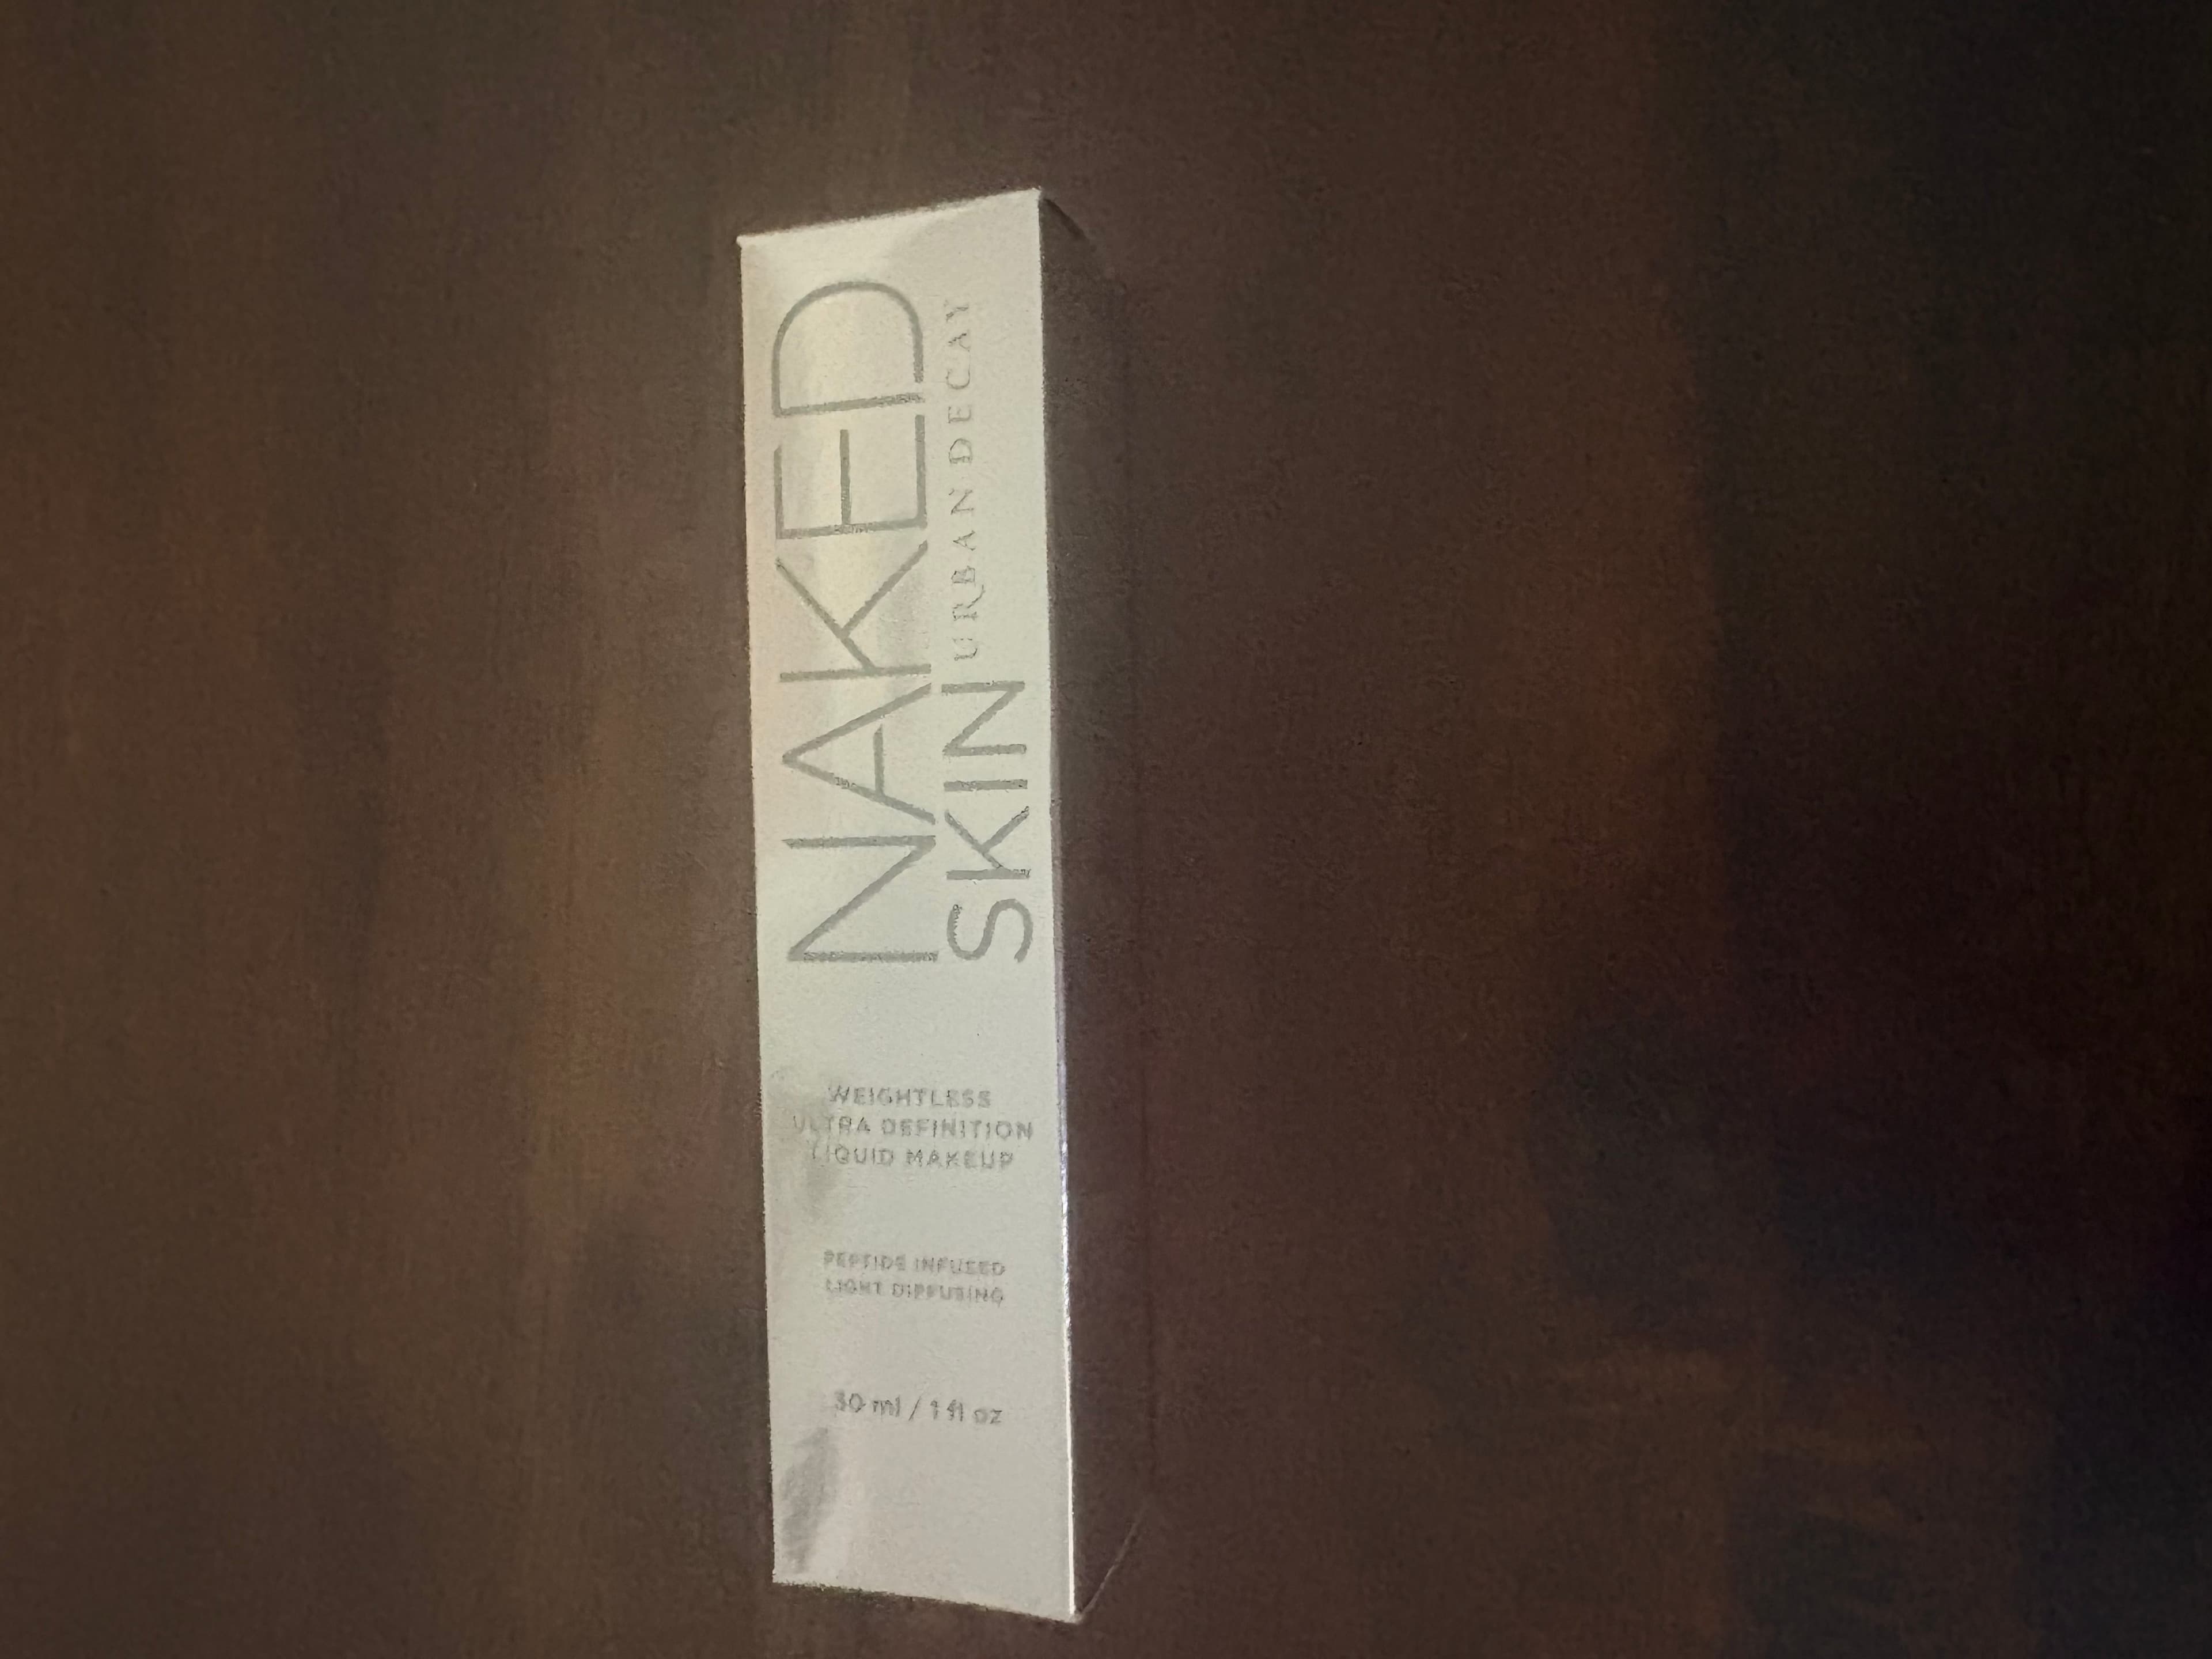 NAKED
SKIN URBAN DECAY
WEIGHTLESS
ULTRA DEFINITION
LIQUID MAKEUP
PEPTIDE INFUSED
LIGHT DIFFUSING
30 ml / 1 fl oz